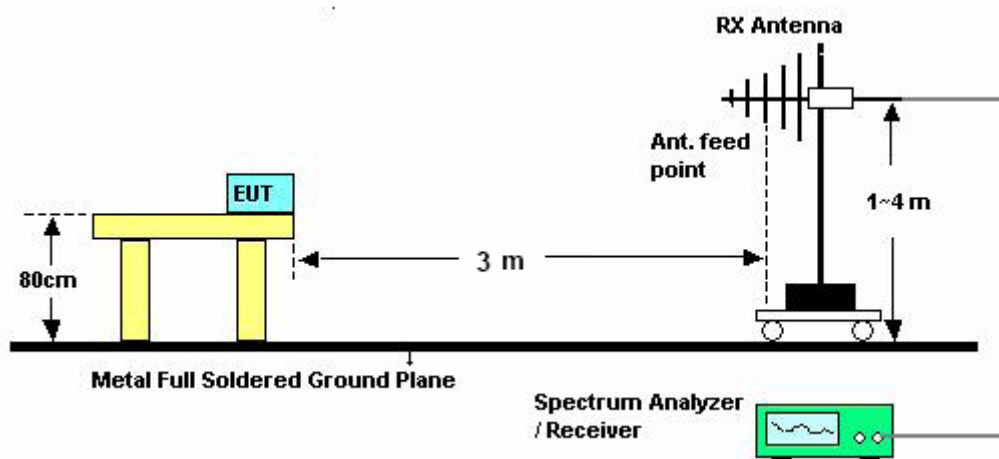 RX Antenna
Ant. feed
point
EUT
1~4 m
3 m
80cm
Metal Full Soldered Ground Plane
Spectrum Analyzer
/ Receiver